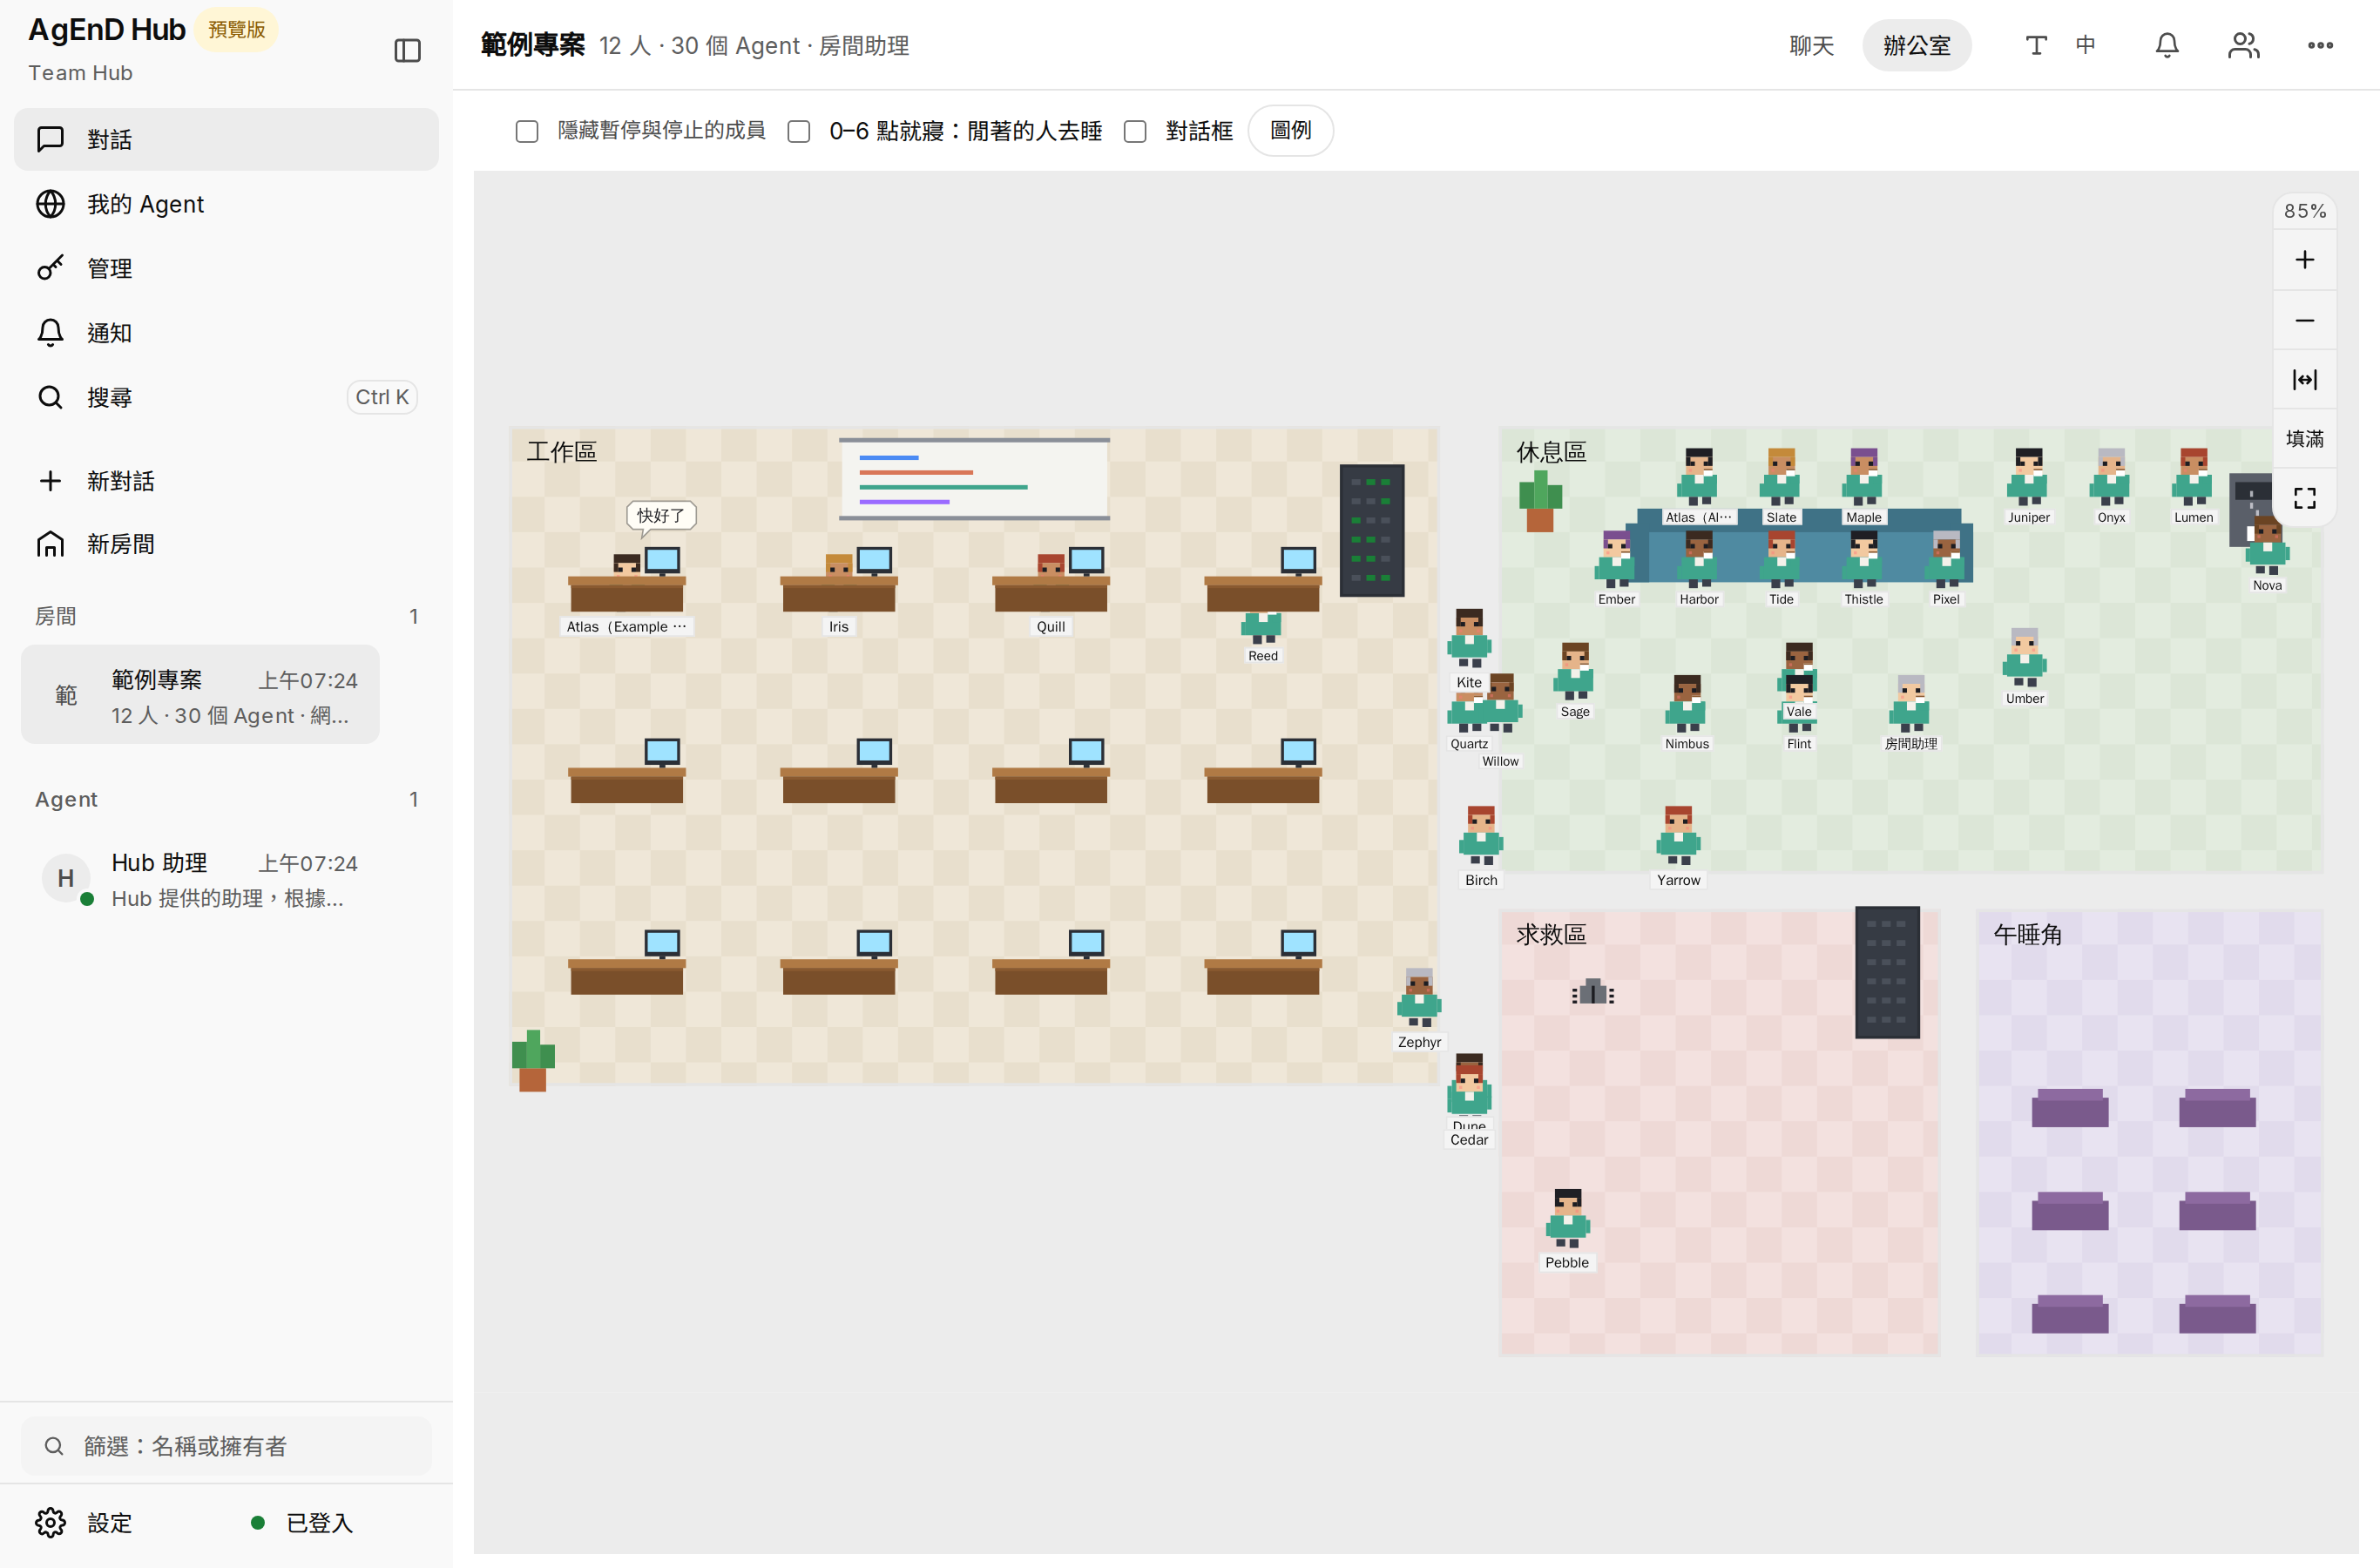 AgEnD Hub 預覽版
Team Hub
對話
我的 Agent
管理
通知
搜尋 Ctrl K
新對話
新房間
房間 1
範 範例專案 上午07:24
12 人 · 30 個 Agent · 網…
Agent 1
H Hub 助理 上午07:24
Hub 提供的助理，根據…
篩選：名稱或擁有者
設定 已登入
範例專案 12 人 · 30 個 Agent · 房間助理
聊天 辦公室 中
隱藏暫停與停止的成員 0–6 點就寢：閒著的人去睡 對話框 圖例
85%
填滿
工作區
快好了
Atlas（Example …
Iris
Quill
Reed
Zephyr
休息區
Atlas（Al…
Slate
Maple
Juniper
Onyx
Lumen
Ember
Harbor
Tide
Thistle
Pixel
Nova
Kite
Sage
Vale
Umber
Quartz
Willow
Nimbus
Flint
房間助理
Birch
Yarrow
求救區
午睡角
Dune
Cedar
Pebble